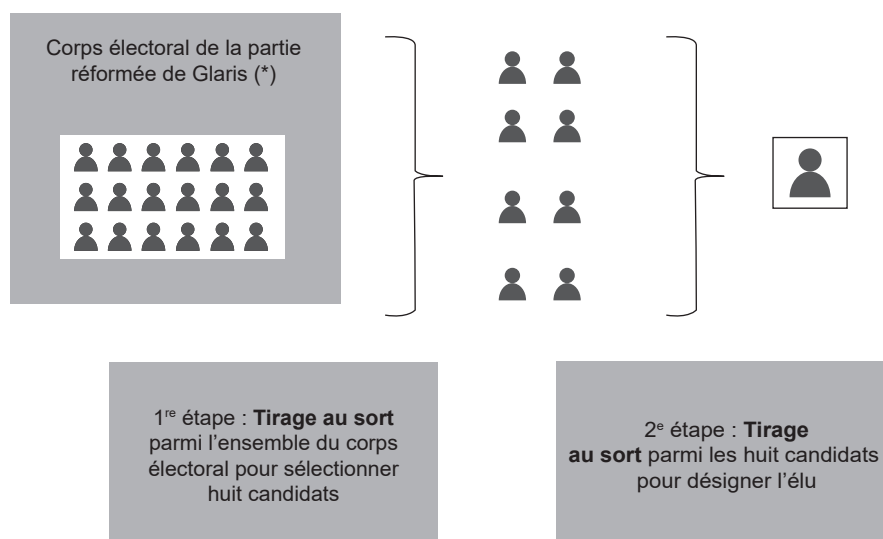 Corps électoral de la partie
réformée de Glaris (*)
1re étape : Tirage au sort
parmi l’ensemble du corps
électoral pour sélectionner
huit candidats
2e étape : Tirage
au sort parmi les huit candidats
pour désigner l’élu